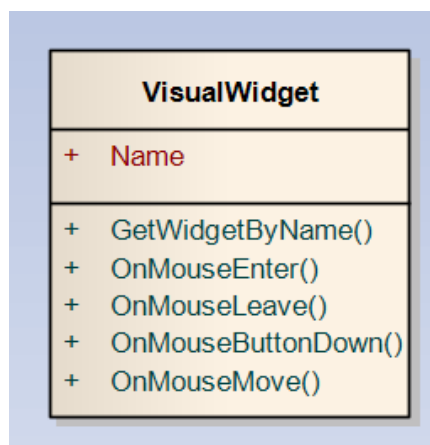 VisualWidget
+ Name
+ GetWidgetByName()
+ OnMouseEnter()
+ OnMouseLeave()
+ OnMouseButtonDown()
+ OnMouseMove()